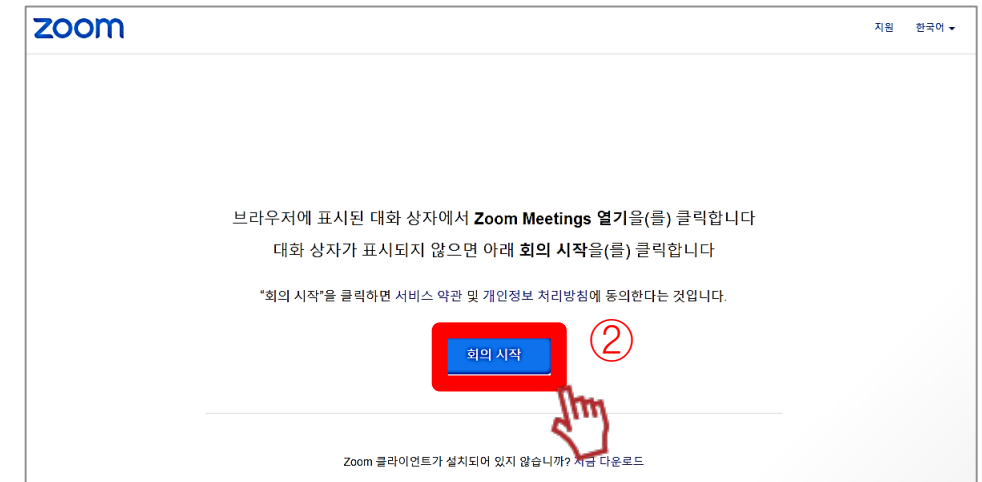 zoom
지원 한국어
브라우저에 표시된 대화 상자에서 Zoom Meetings 열기을(를) 클릭합니다
대화 상자가 표시되지 않으면 아래 회의 시작을(를) 클릭합니다
“회의 시작”을 클릭하면 서비스 약관 및 개인정보 처리방침에 동의한다는 것입니다.
회의 시작
②
Zoom 클라이언트가 설치되어 있지 않습니까? 지금 다운로드